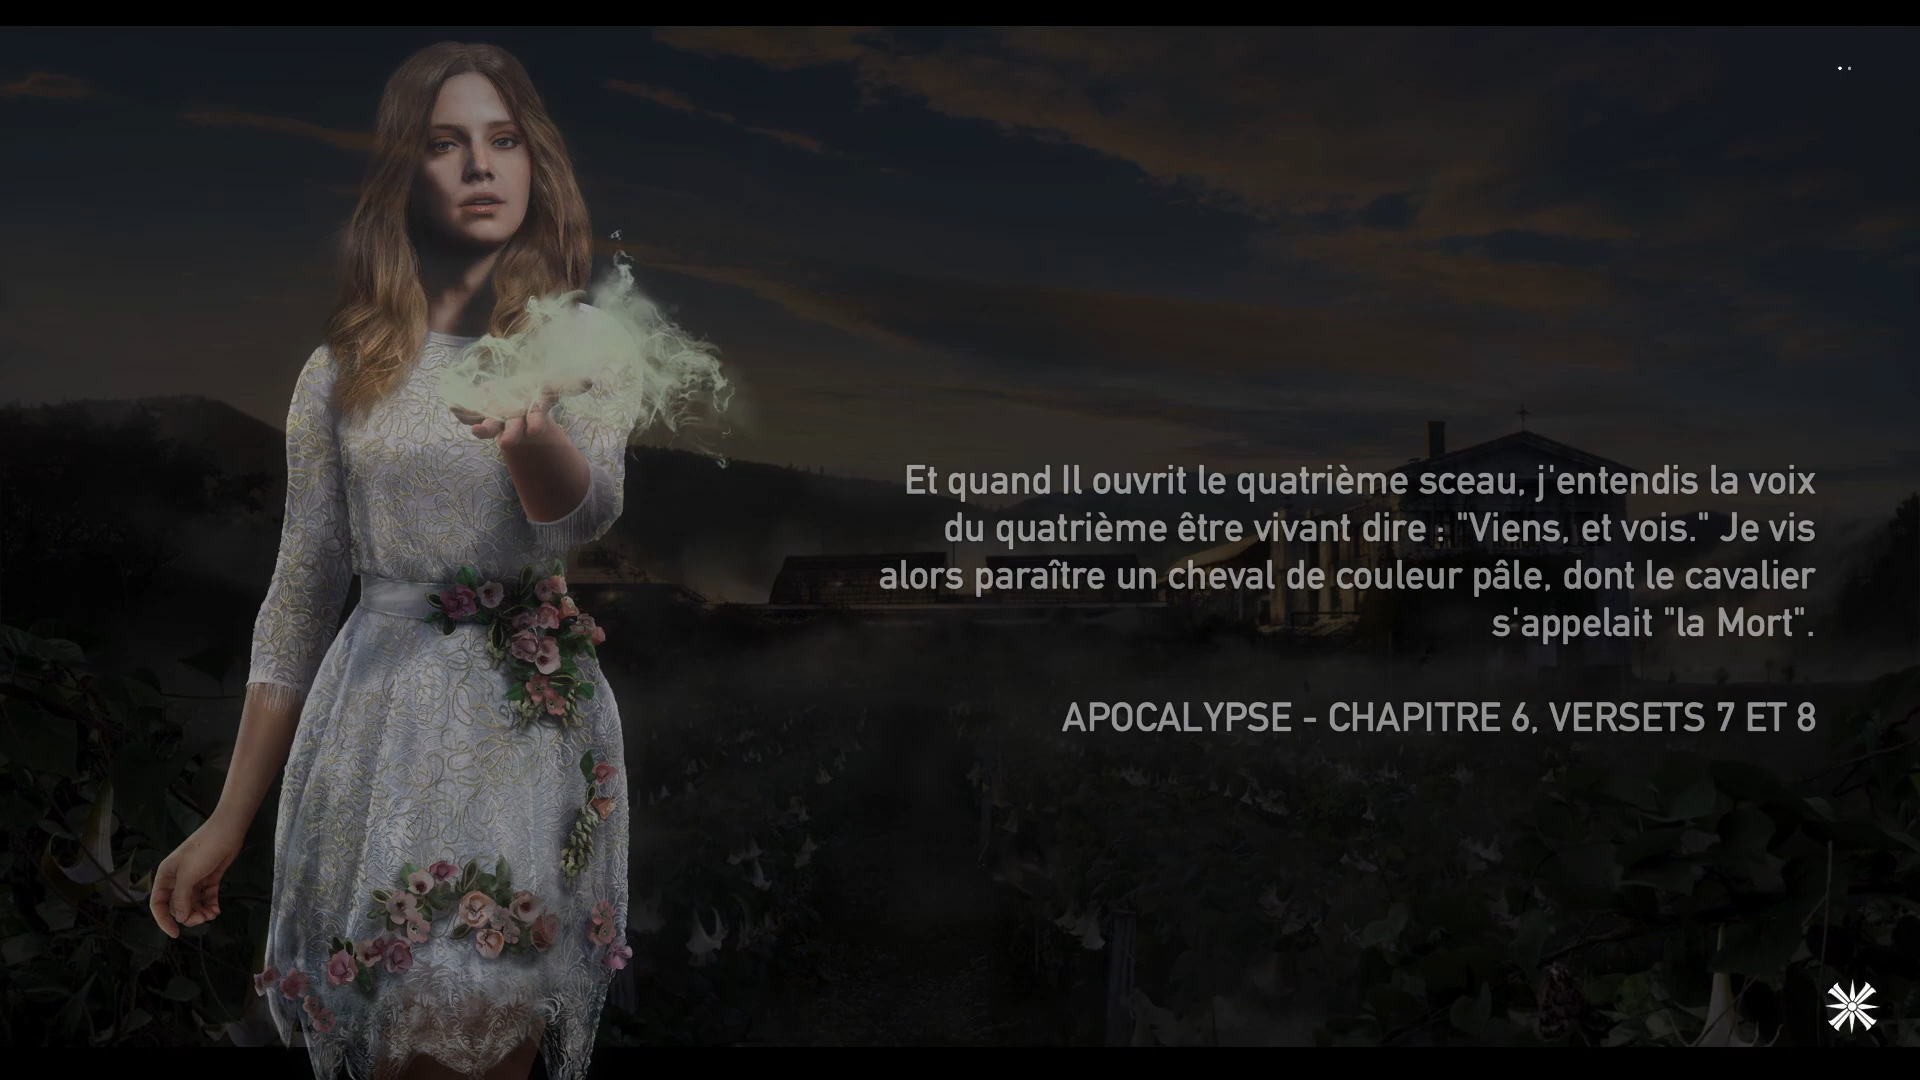 Et quand Il ouvrit le quatrième sceau, j'entendis la voix
du quatrième être vivant dire : "Viens, et vois." Je vis
alors paraître un cheval de couleur pâle, dont le cavalier
s'appelait "la Mort".
APOCALYPSE - CHAPITRE 6, VERSETS 7 ET 8